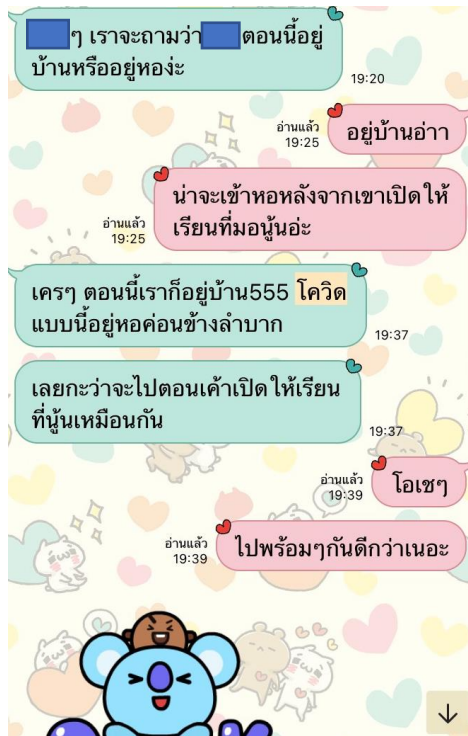 ๆ เราจะถามว่า ตอนนี้อยู่
บ้านหรืออยู่หอง่ะ
19:20
อ่านแล้ว
19:25
อยู่บ้านอ่าา
น่าจะเข้าหอหลังจากเขาเปิดให้
เรียนที่มอนู้นอ่ะ
อ่านแล้ว
19:25
เครๆ ตอนนี้เราก็อยู่บ้าน555 โควิด
แบบนี้อยู่หอค่อนข้างลำบาก
19:37
เลยกะว่าจะไปตอนเค้าเปิดให้เรียน
ที่นู้นเหมือนกัน
19:37
อ่านแล้ว
19:39
โอเชๆ
อ่านแล้ว
19:39
ไปพร้อมๆกันดีกว่าเนอะ